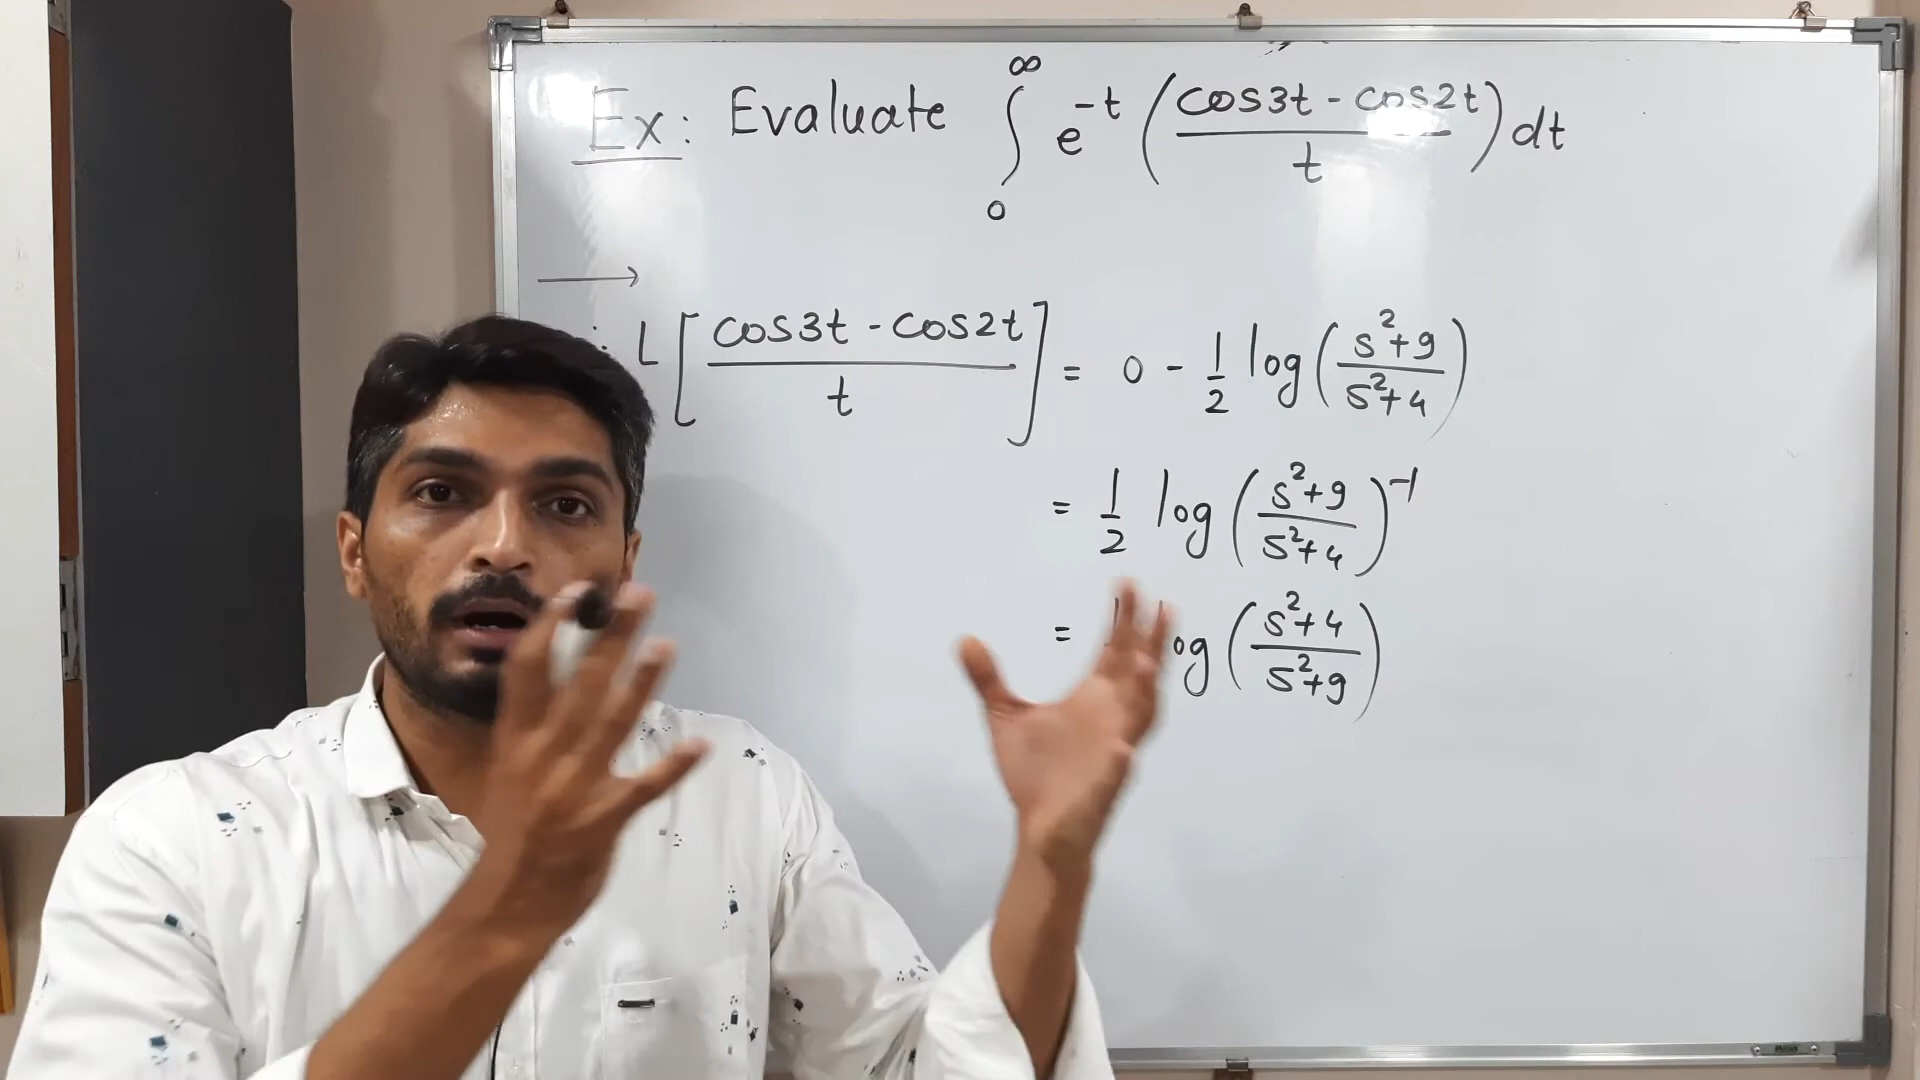 Ex: Evaluate ∫₀^∞ e^{-t} ((cos3t - cos2t)/t) dt
→
∴ L[(cos3t - cos2t)/t] = 0 - 1/2 log((s²+9)/(s²+4))
= 1/2 log((s²+9)/(s²+4))^{-1}
= og((s²+4)/(s²+9))